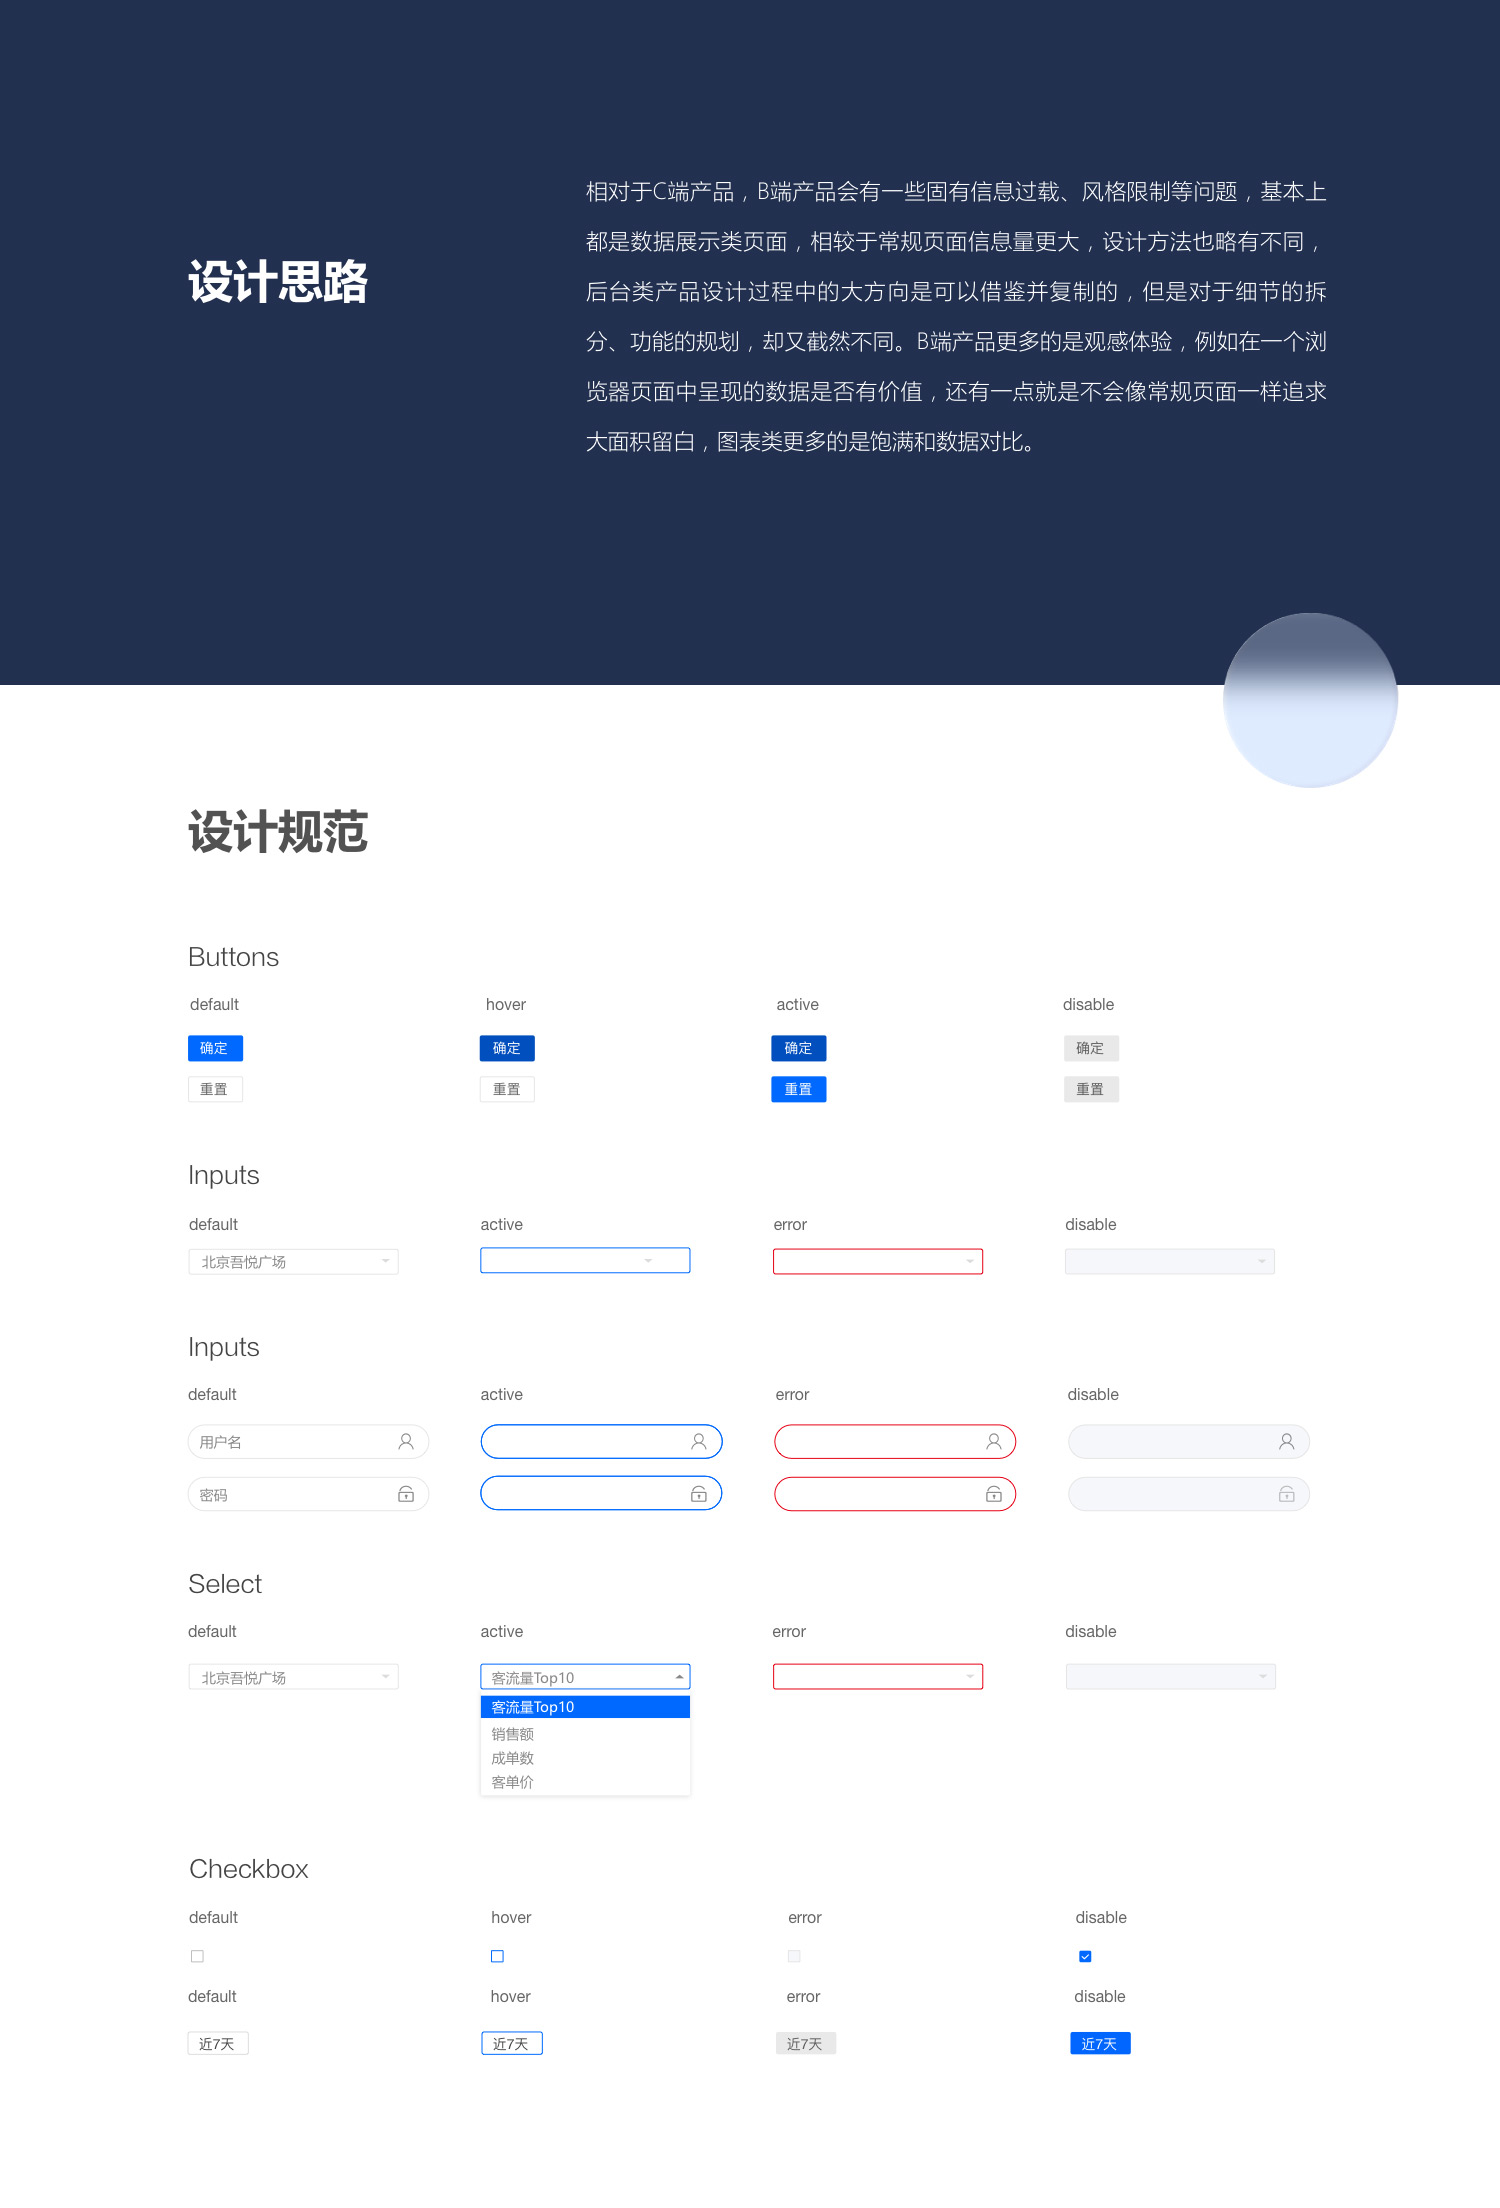 设计思路
相对于C端产品，B端产品会有一些固有信息过载、风格限制等问题，基本上
都是数据展示类页面，相较于常规页面信息量更大，设计方法也略有不同，
后台类产品设计过程中的大方向是可以借鉴并复制的，但是对于细节的拆
分、功能的规划，却又截然不同。B端产品更多的是观感体验，例如在一个浏
览器页面中呈现的数据是否有价值，还有一点就是不会像常规页面一样追求
大面积留白，图表类更多的是饱满和数据对比。
设计规范
Buttons
default hover active disable
确定 确定 确定 确定
重置 重置 重置 重置
Inputs
default active error disable
北京吾悦广场
Inputs
default active error disable
用户名
密码
Select
default active error disable
北京吾悦广场 客流量Top10
客流量Top10
销售额
成单数
客单价
Checkbox
default hover error disable
default hover error disable
近7天 近7天 近7天 近7天